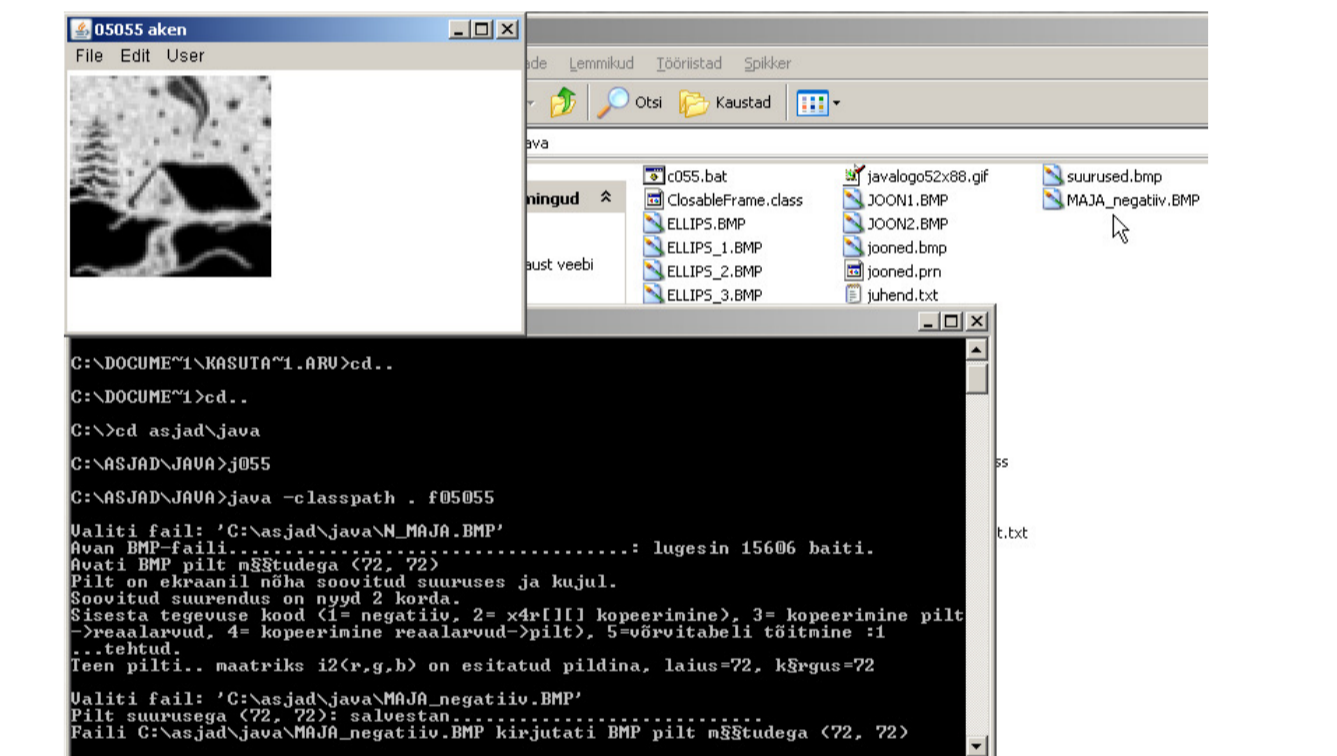 05055 aken
File Edit User
Lemmikud Tööriistad Spikker
Otsi Kaustad
c055.bat
ClosableFrame.class
ELLIPS.BMP
ELLIPS_1.BMP
ELLIPS_2.BMP
ELLIPS_3.BMP
javalogo52x88.gif
JOON1.BMP
JOON2.BMP
jooned.bmp
jooned.prn
juhend.txt
suurused.bmp
MAJA_negatiiv.BMP
ava
mingud
aust veebi
ss
t.txt
C:\DOCUME~1\KASUTA~1.ARV>cd..
C:\DOCUME~1>cd..
C:\>cd asjad\java
C:\ASJAD\JAVA>j055
C:\ASJAD\JAVA>java -classpath . f05055
Valiti fail: 'C:\asjad\java\N_MAJA.BMP'
Avan BMP-faili..................................: lugesin 15606 baiti.
Avati BMP pilt m§§tudega (72, 72)
Pilt on ekraanil nõha soovitud suuruses ja kujul.
Soovitud suurendus on nyyd 2 korda.
Sisesta tegevuse kood (1= negatiiv, 2= x4r[][] kopeerimine), 3= kopeerimine pilt
->reaalarvud, 4= kopeerimine reaalarvud->pilt), 5=võrvitabeli tõitmine :1
...tehtud.
Teen pilti.. maatriks i2(r,g,b) on esitatud pildina, laius=72, k§rgus=72
Valiti fail: 'C:\asjad\java\MAJA_negatiiv.BMP'
Pilt suurusega (72, 72): salvestan...........................
Faili C:\asjad\java\MAJA_negatiiv.BMP kirjutati BMP pilt m§§tudega (72, 72)